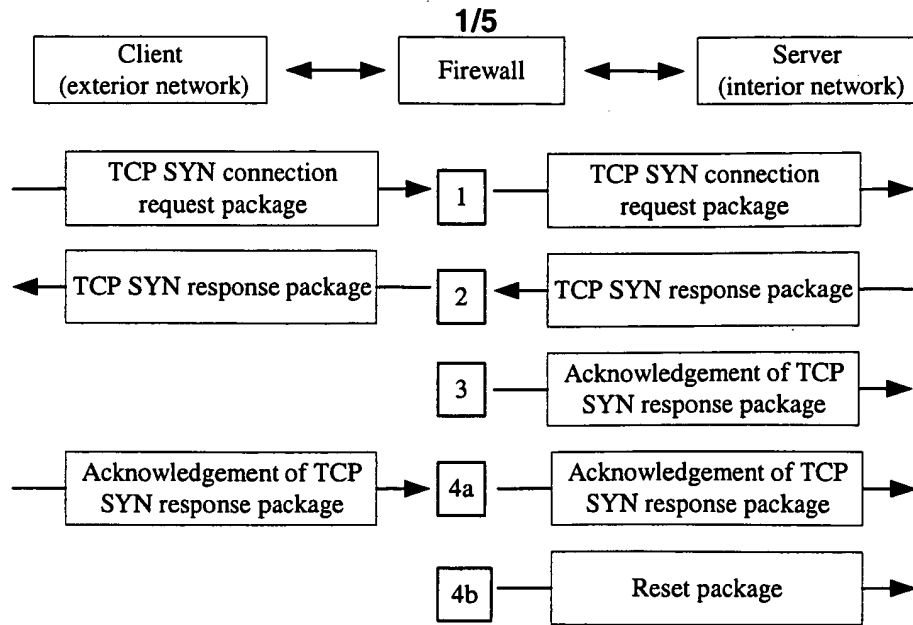 1/5
Client
(exterior network)
Firewall
Server
(interior network)
TCP SYN connection
request package
1
TCP SYN connection
request package
TCP SYN response package
2
TCP SYN response package
3
Acknowledgement of TCP
SYN response package
Acknowledgement of TCP
SYN response package
4a
Acknowledgement of TCP
SYN response package
4b
Reset package